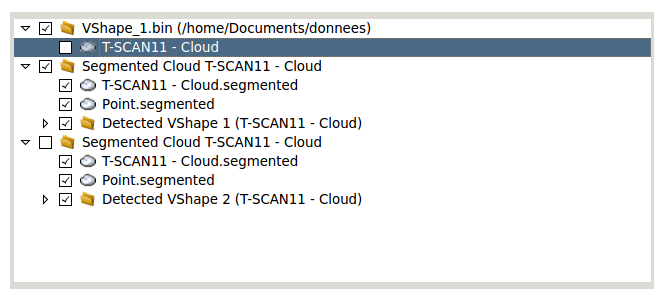 VShape_1.bin (/home/Documents/donnees)
T-SCAN11 - Cloud
Segmented Cloud T-SCAN11 - Cloud
T-SCAN11 - Cloud.segmented
Point.segmented
Detected VShape 1 (T-SCAN11 - Cloud)
Segmented Cloud T-SCAN11 - Cloud
T-SCAN11 - Cloud.segmented
Point.segmented
Detected VShape 2 (T-SCAN11 - Cloud)